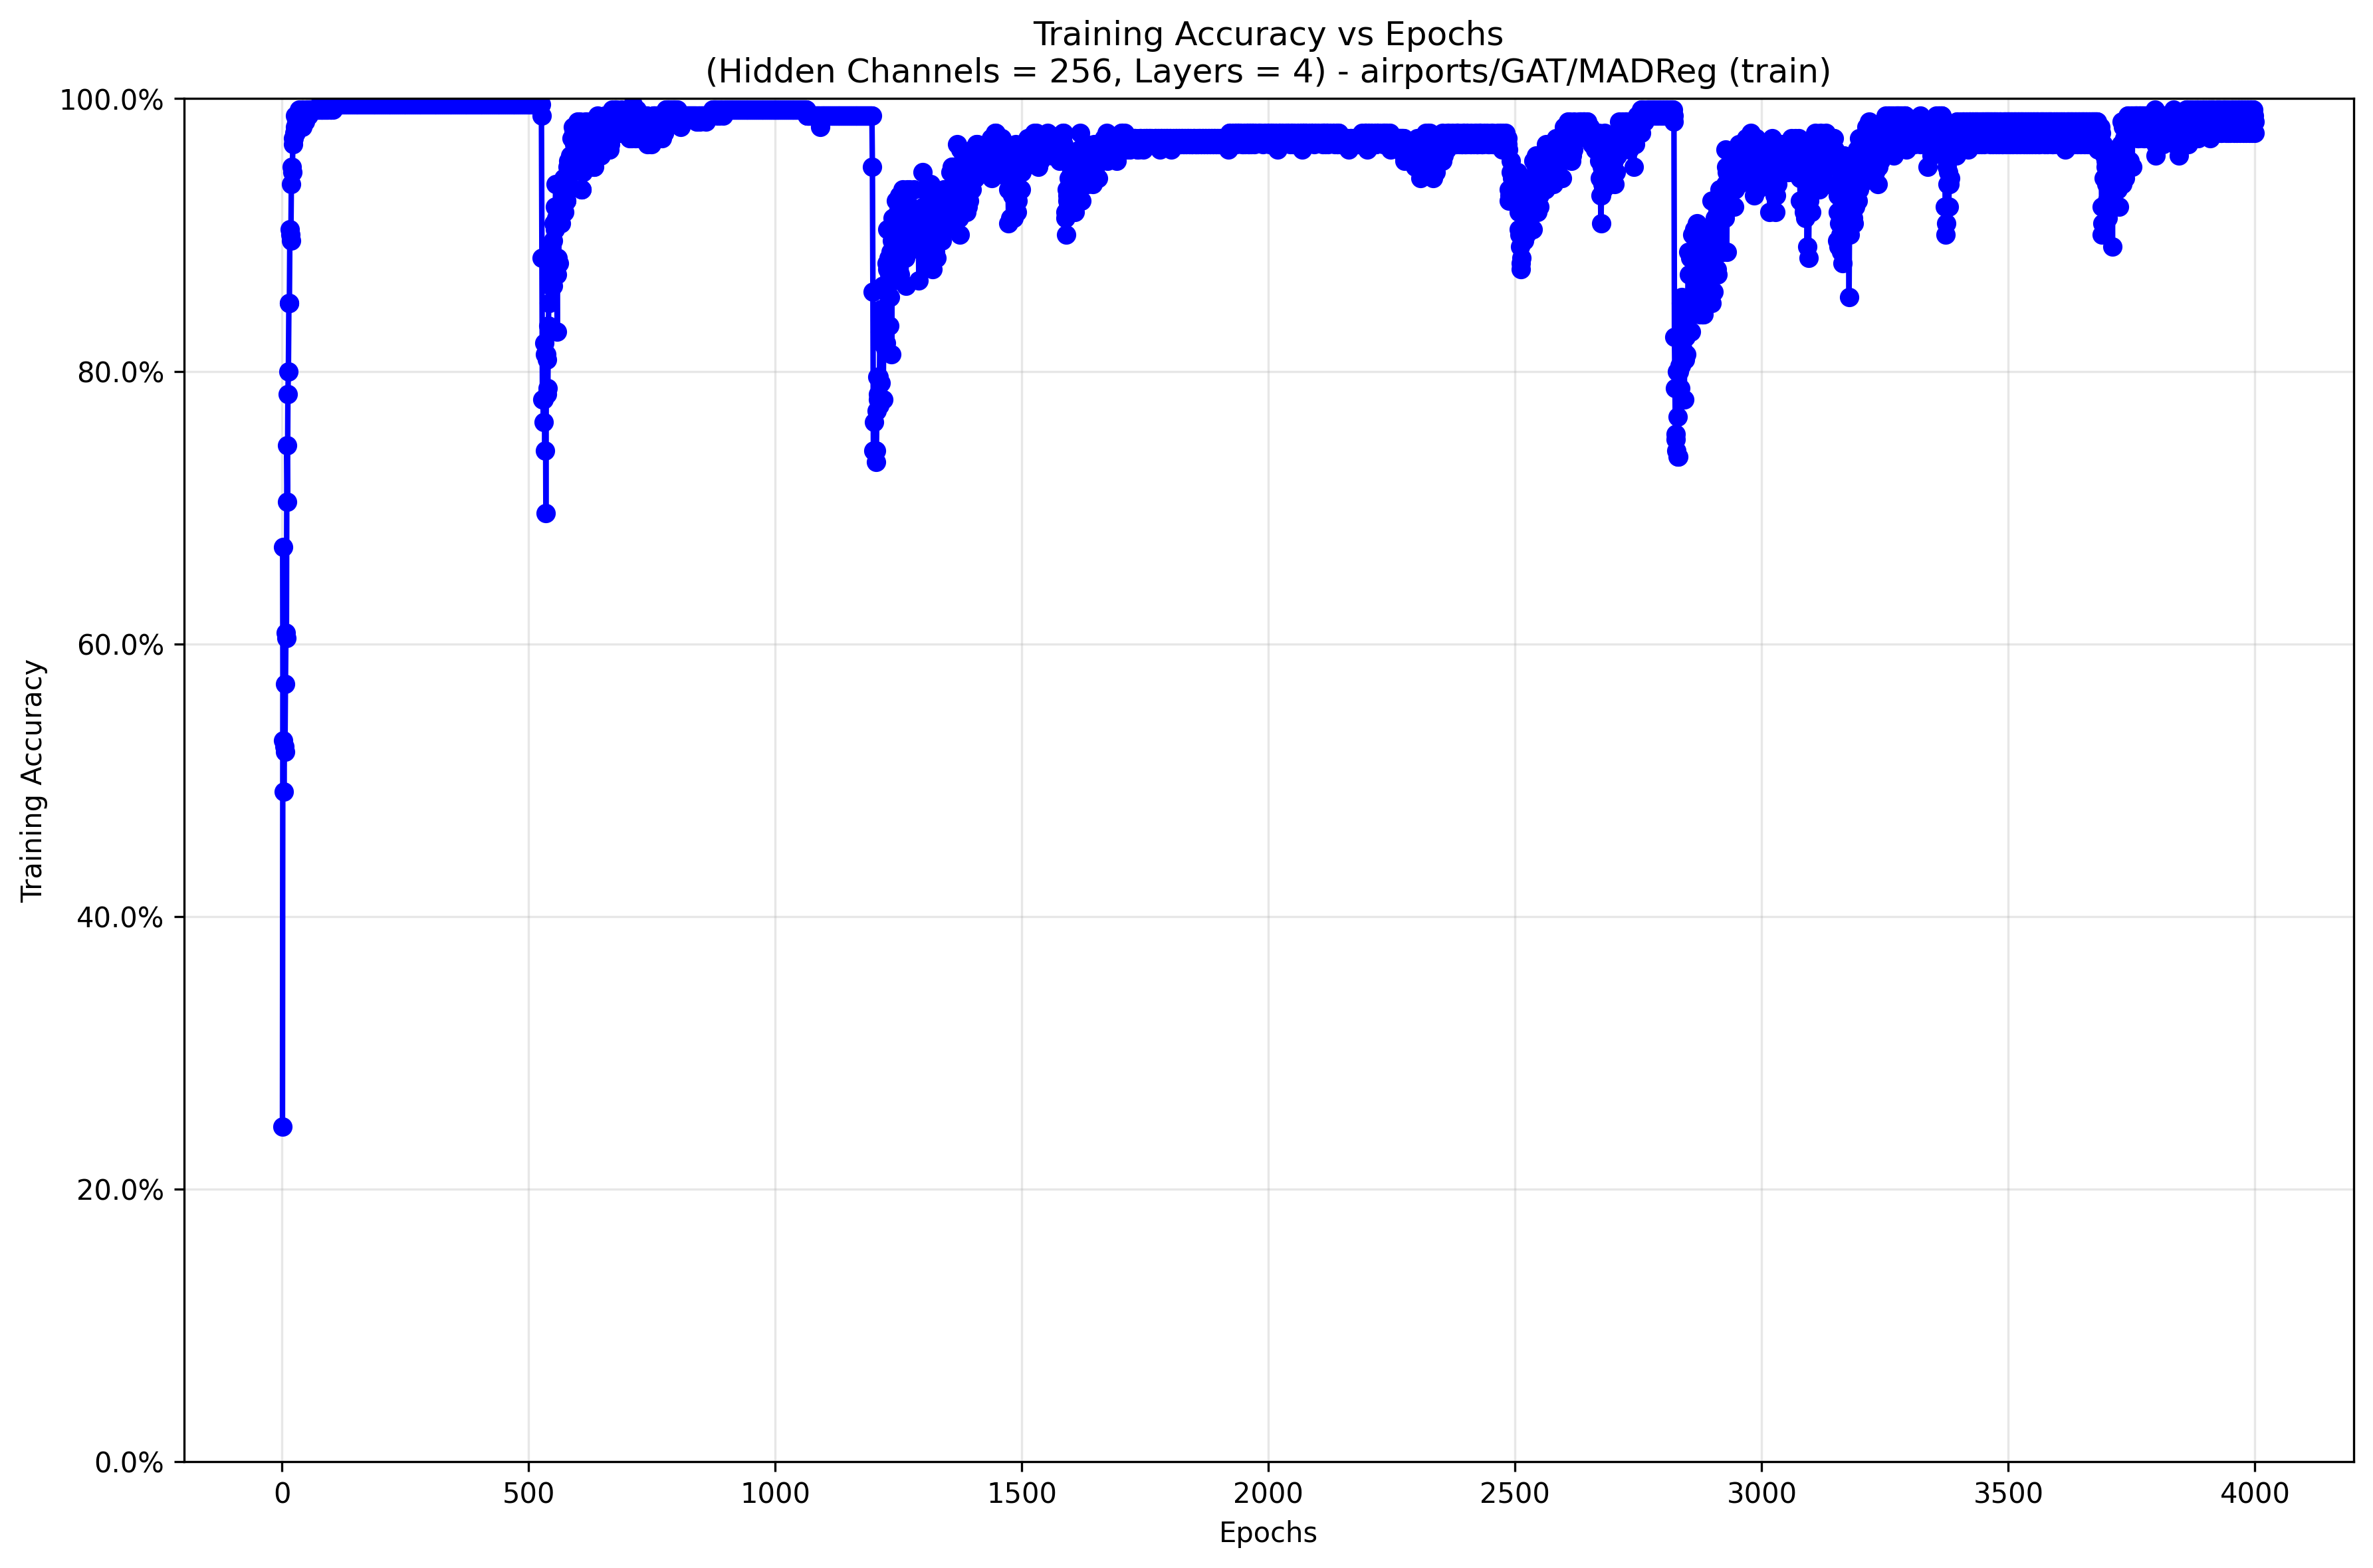 Training Accuracy vs Epochs
(Hidden Channels = 256, Layers = 4) - airports/GAT/MADReg (train)
100.0%
80.0%
60.0%
40.0%
20.0%
0.0%
Training Accuracy
0 500 1000 1500 2000 2500 3000 3500 4000
Epochs